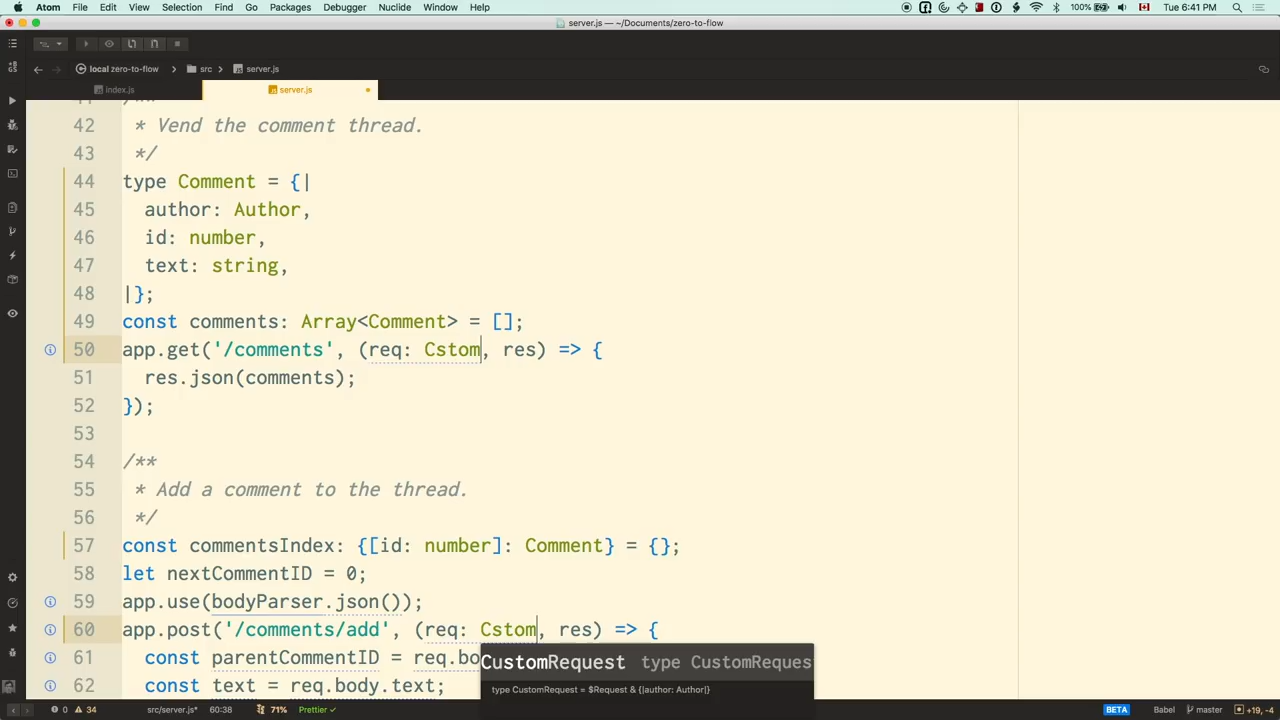 Atom File Edit View Selection Find Go Packages Debugger Nuclide Window Help 100% Tue 6:41 PM
server.js — ~/Documents/zero-to-flow
local zero-to-flow > src > server.js
index.js server.js
42 * Vend the comment thread.
43 */
44 type Comment = {|
45 author: Author,
46 id: number,
47 text: string,
48 |};
49 const comments: Array<Comment> = [];
50 app.get('/comments', (req: Cstom, res) => {
51 res.json(comments);
52 });
53
54 /**
55 * Add a comment to the thread.
56 */
57 const commentsIndex: {[id: number]: Comment} = {};
58 let nextCommentID = 0;
59 app.use(bodyParser.json());
60 app.post('/comments/add', (req: Cstom, res) => {
61 const parentCommentID = req.bo
CustomRequest type CustomReques
62 const text = req.body.text;
type CustomRequest = $Request & {|author: Author|}
0 34 src/server.js* 60:38 71% Prettier ✓ BETA Babel master +19, -4